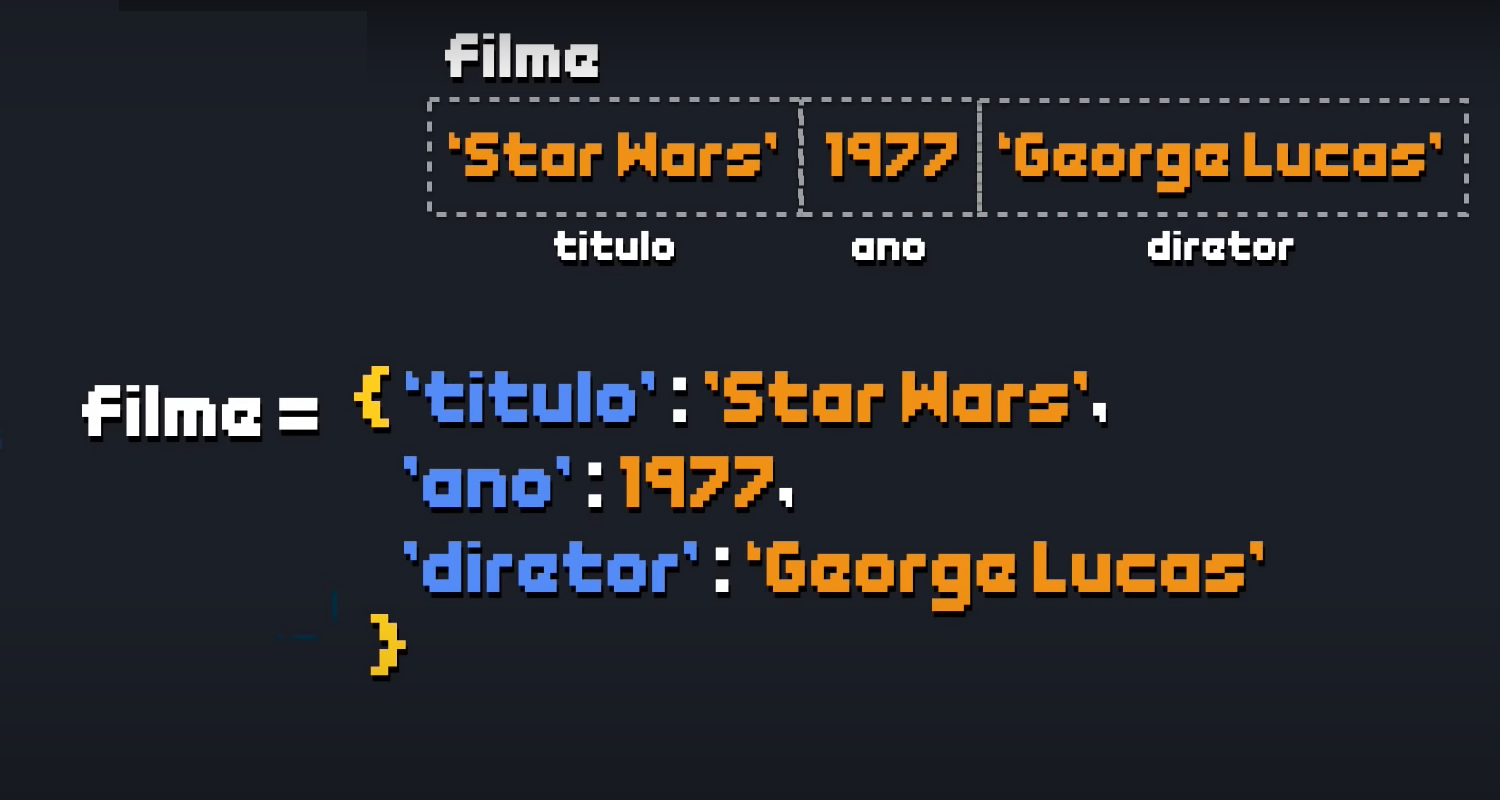 filme
'Star Wars' 1977 'George Lucas'
titulo ano diretor
filme = {'titulo':'Star Wars',
'ano':1977,
'diretor':'George Lucas'
}